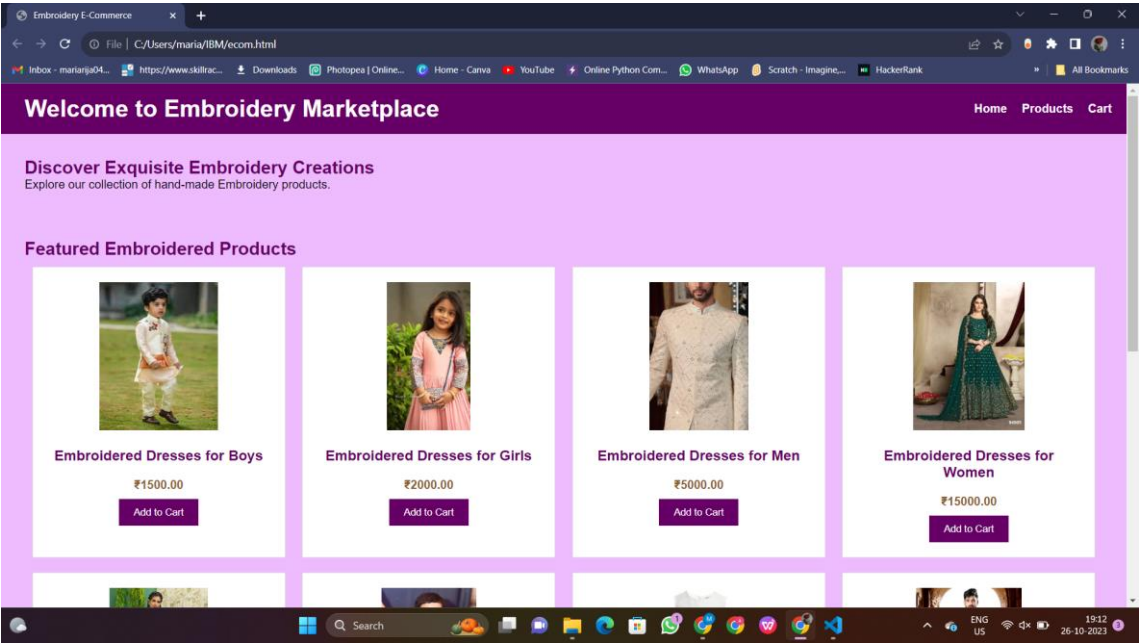 Embroidery E-Commerce
File C:/Users/maria/IBM/ecom.html
Inbox - mariarija04... https://www.skillrac... Downloads Photopea | Online... Home - Canva YouTube Online Python Com... WhatsApp Scratch - Imagine,... HackerRank » All Bookmarks
Welcome to Embroidery Marketplace Home Products Cart
Discover Exquisite Embroidery Creations
Explore our collection of hand-made Embroidery products.
Featured Embroidered Products
Embroidered Dresses for Boys
₹1500.00
Add to Cart
Embroidered Dresses for Girls
₹2000.00
Add to Cart
Embroidered Dresses for Men
₹5000.00
Add to Cart
Embroidered Dresses for
Women
₹15000.00
Add to Cart
Search
ENG
US
19:12
26-10-2023
3